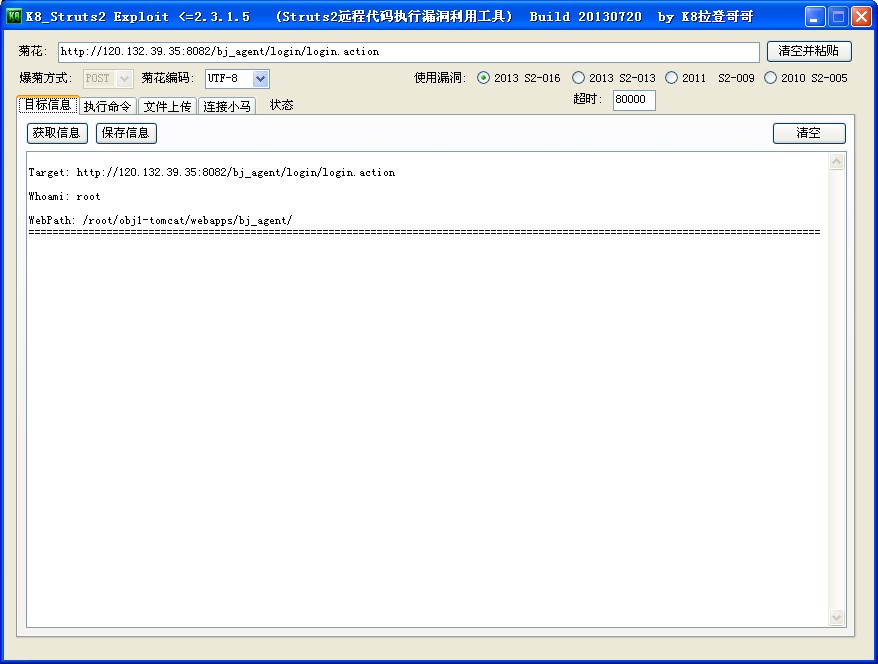 K8_Struts2 Exploit <=2.3.1.5 (Struts2远程代码执行漏洞利用工具) Build 20130720 by K8拉登哥哥
菊花: http://120.132.39.35:8082/bj_agent/login/login.action 清空并粘贴
爆菊方式: POST 菊花编码: UTF-8 使用漏洞: 2013 S2-016 2013 S2-013 2011 S2-009 2010 S2-005
超时: 80000
目标信息 执行命令 文件上传 连接小马 状态
获取信息 保存信息 清空
Target: http://120.132.39.35:8082/bj_agent/login/login.action
Whoami: root
WebPath: /root/obj1-tomcat/webapps/bj_agent/
====================================================================================================================================